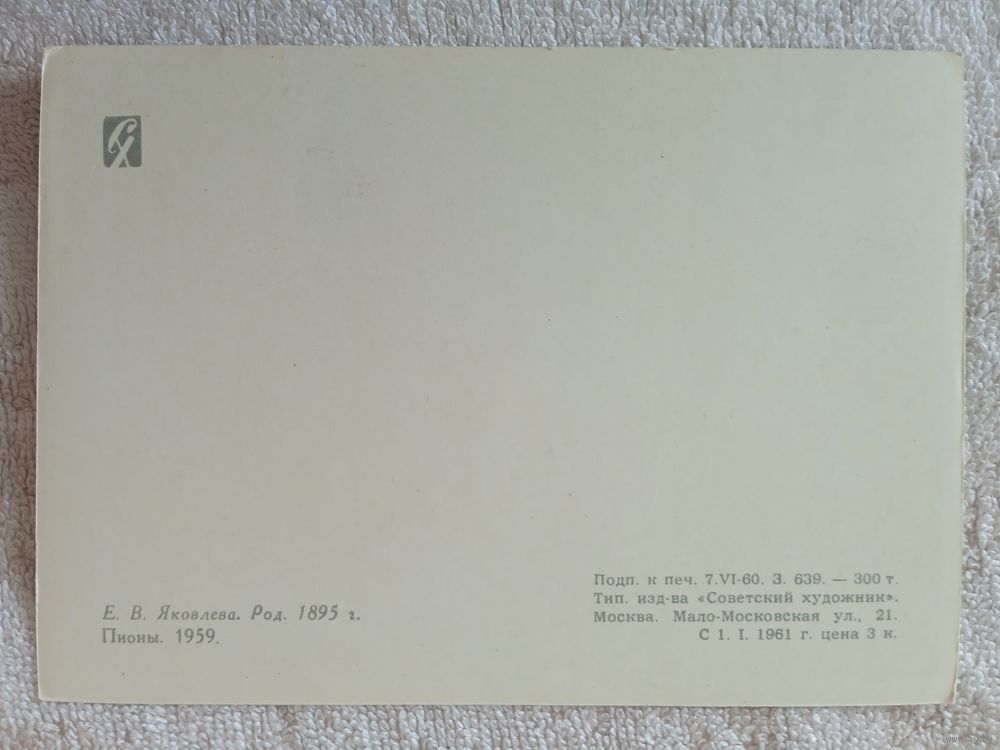 СХ
Е. В. Яковлева. Род. 1895 г.
Пионы. 1959.
Подп. к печ. 7.VI-60. З. 639. — 300 т.
Тип. изд-ва «Советский художник».
Москва. Мало-Московская ул., 21.
С 1. I. 1961 г. цена 3 к.